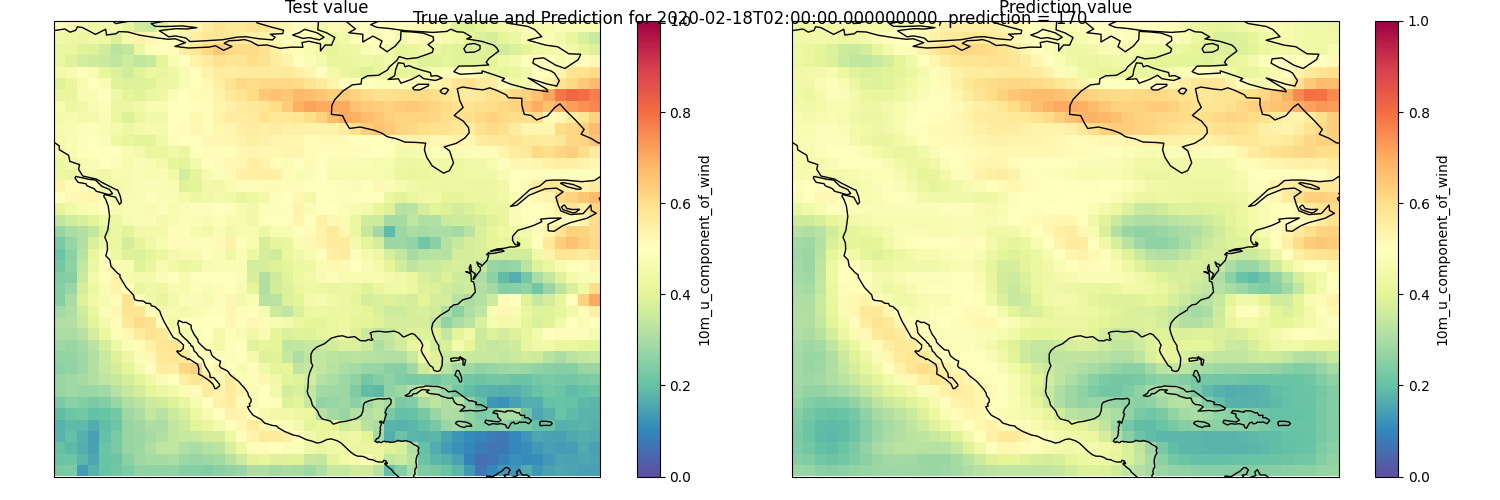 Test value
True value and Prediction for 2020-02-18T02:00:00.000000000, prediction = 170
Prediction value
1.0
0.8
0.6
0.4
0.2
0.0
10m_u_component_of_wind
1.0
0.8
0.6
0.4
0.2
0.0
10m_u_component_of_wind